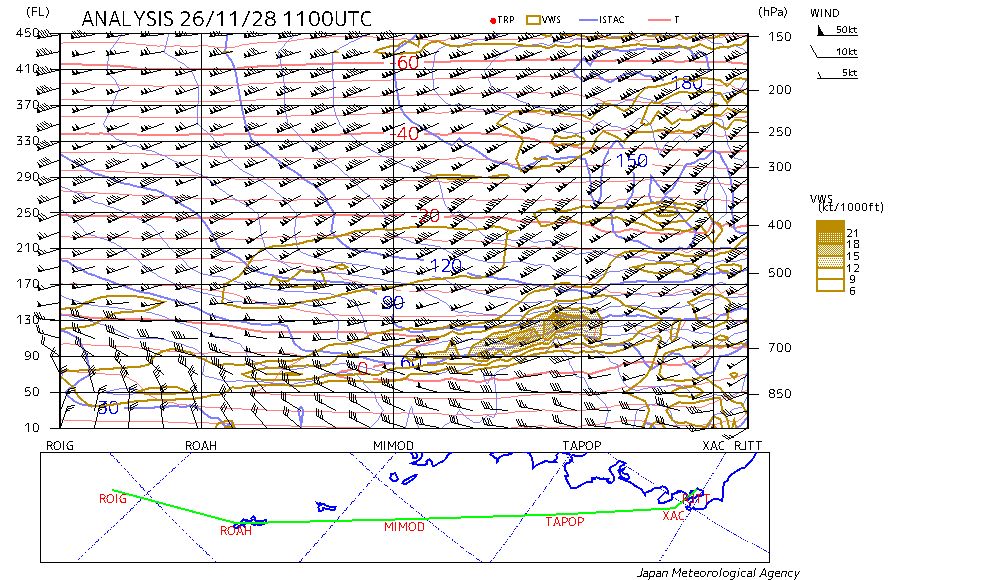 (FL) ANALYSIS 26/11/28 1100UTC TRP VWS ISTAC T (hPa) WIND
450 150 50kt
10kt
410 -60 5kt
180 200
370
-40 250
330
150 300
290 VWS
(kt/1000ft)
250 -20 400
21
210 18
120 500 15
12
170 9
90 6
130
700
90 60 0
50 850
30
10
ROIG ROAH MIMOD TAPOP XAC RJTT
ROIG RJTT
ROAH MIMOD TAPOP XAC
Japan Meteorological Agency